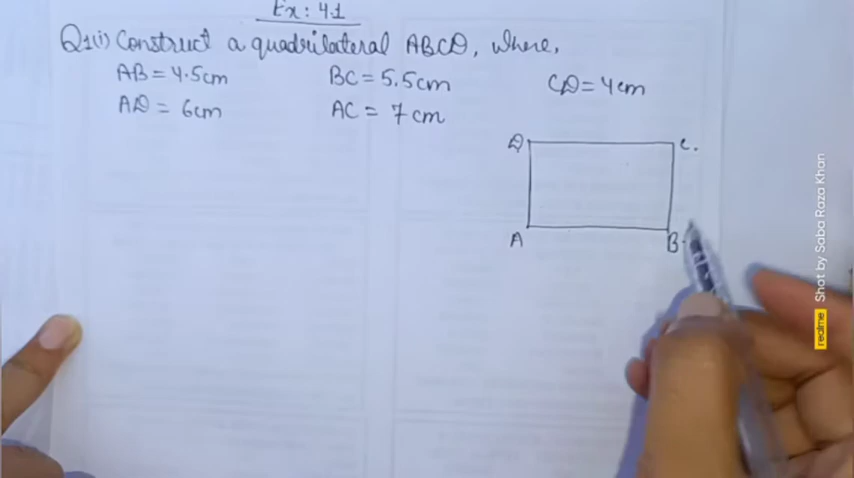 Ex: 4.1
Q1(i) Construct a quadrilateral ABCD, where,
AB = 4.5cm BC = 5.5cm CD = 4cm
AD = 6cm AC = 7cm
D C.
A B
realme Shot by Saba Raza Khan